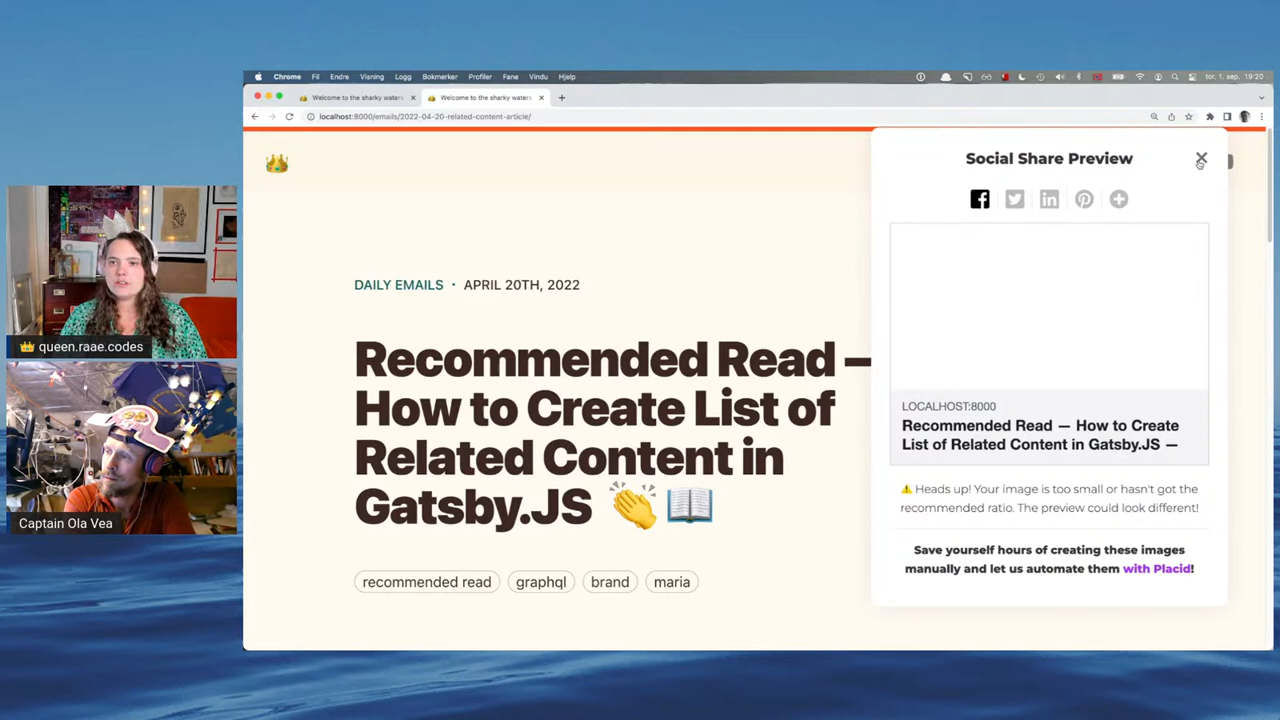 Chrome Fil Endre Visning Logg Bokmerker Profiler Fane Vindu Hjelp tor. 1. sep. 19:20
Welcome to the sharky waters Welcome to the sharky waters
localhost:8000/emails/2022-04-20-related-content-article/
DAILY EMAILS · APRIL 20TH, 2022
Recommended Read —
How to Create List of
Related Content in
Gatsby.JS 👏 📖
recommended read graphql brand maria
Social Share Preview
LOCALHOST:8000
Recommended Read — How to Create
List of Related Content in Gatsby.JS —
⚠️ Heads up! Your image is too small or hasn't got the
recommended ratio. The preview could look different!
Save yourself hours of creating these images
manually and let us automate them with Placid!
👑 queen.raae.codes
Captain Ola Vea